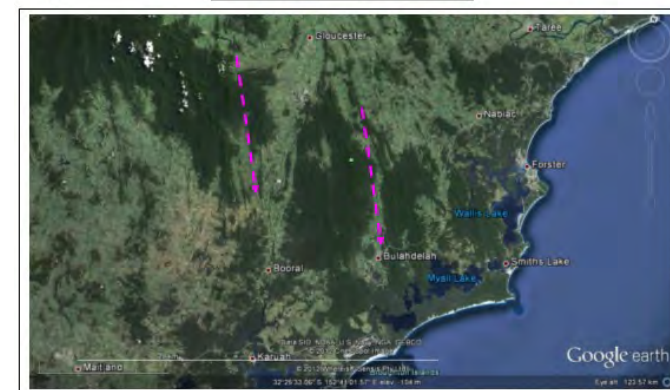 Gloucester
Taree
Nabiac
Forster
Wallis Lake
Bulahdelah
Smiths Lake
Booral
Myall Lake
Karuah
Maitland
Google earth